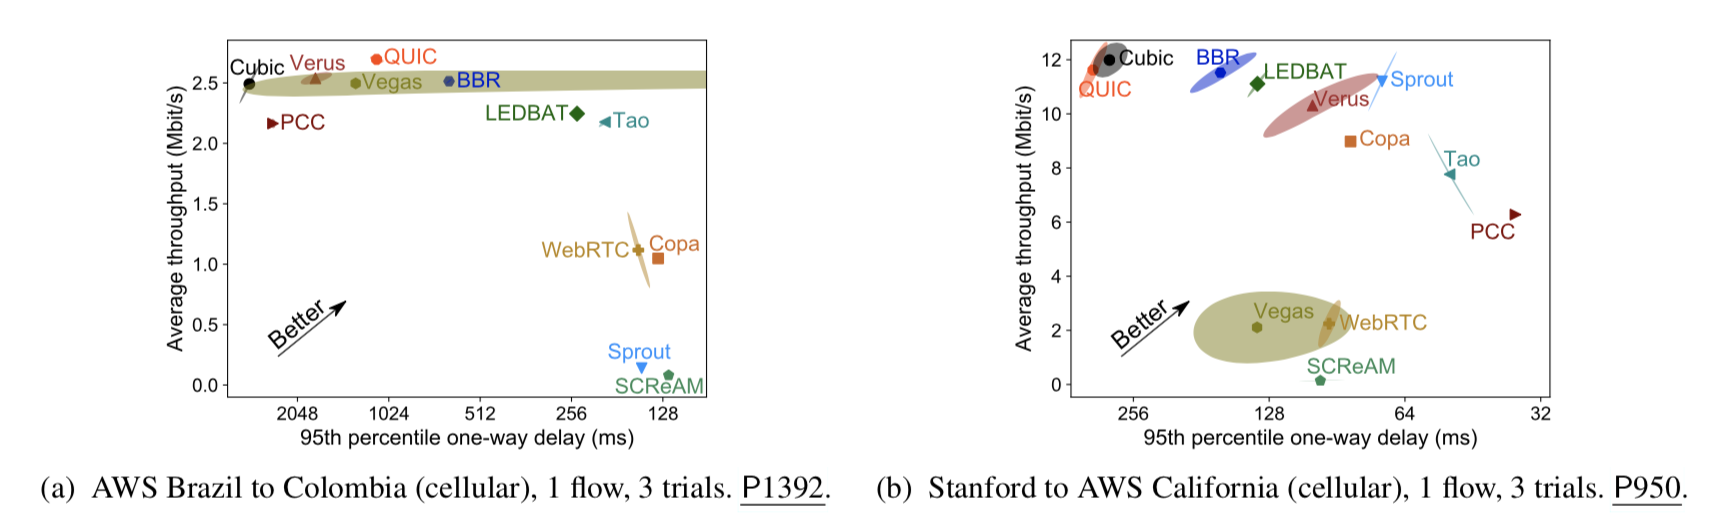 Average throughput (Mbit/s)
2.5
2.0
1.5
1.0
0.5
0.0
Cubic
Verus
QUIC
Vegas
BBR
PCC
LEDBAT
Tao
WebRTC
Copa
Better
Sprout
SCReAM
2048 1024 512 256 128
95th percentile one-way delay (ms)
(a) AWS Brazil to Colombia (cellular), 1 flow, 3 trials. P1392.
Average throughput (Mbit/s)
12
10
8
6
4
2
0
Cubic
QUIC
BBR
LEDBAT
Sprout
Verus
Copa
Tao
PCC
Vegas
WebRTC
Better
SCReAM
256 128 64 32
95th percentile one-way delay (ms)
(b) Stanford to AWS California (cellular), 1 flow, 3 trials. P950.